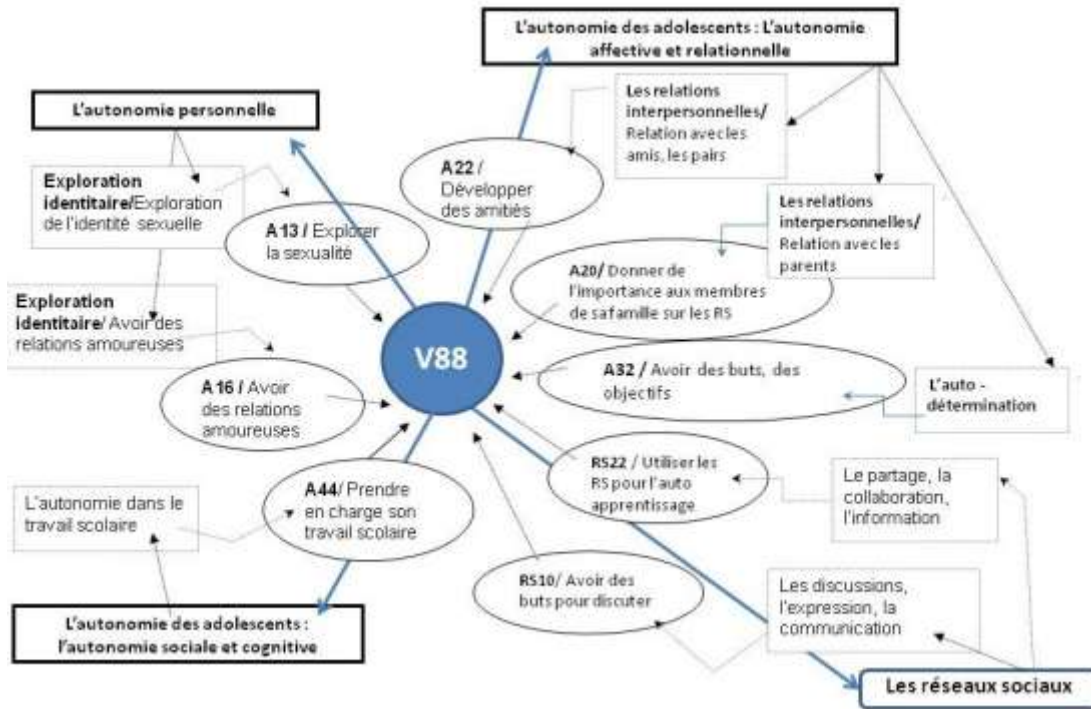 L'autonomie des adolescents : L'autonomie
affective et relationnelle
L'autonomie personnelle
Les relations
interpersonnelles/
Relation avec les
amis, les pairs
A22 /
Développer
des amitiés
Exploration
identitaire/Exploration
de l'identité sexuelle
A13 / Explorer
la sexualité
Les relations
interpersonnelles/
Relation avec les
parents
A20/ Donner de
l'importance aux membres
de sa famille sur les RS
Exploration
identitaire/ Avoir des
relations amoureuses
V88
A32 / Avoir des buts, des
objectifs
A16 / Avoir
des relations
amoureuses
L'auto -
détermination
RS22 / Utiliser les
RS pour l'auto
apprentissage
Le partage, la
collaboration,
l'information
A44/ Prendre
en charge son
travail scolaire
L'autonomie dans le
travail scolaire
RS10/ Avoir des
buts pour discuter
Les discussions,
l'expression, la
communication
L'autonomie des adolescents :
l'autonomie sociale et cognitive
Les réseaux sociaux